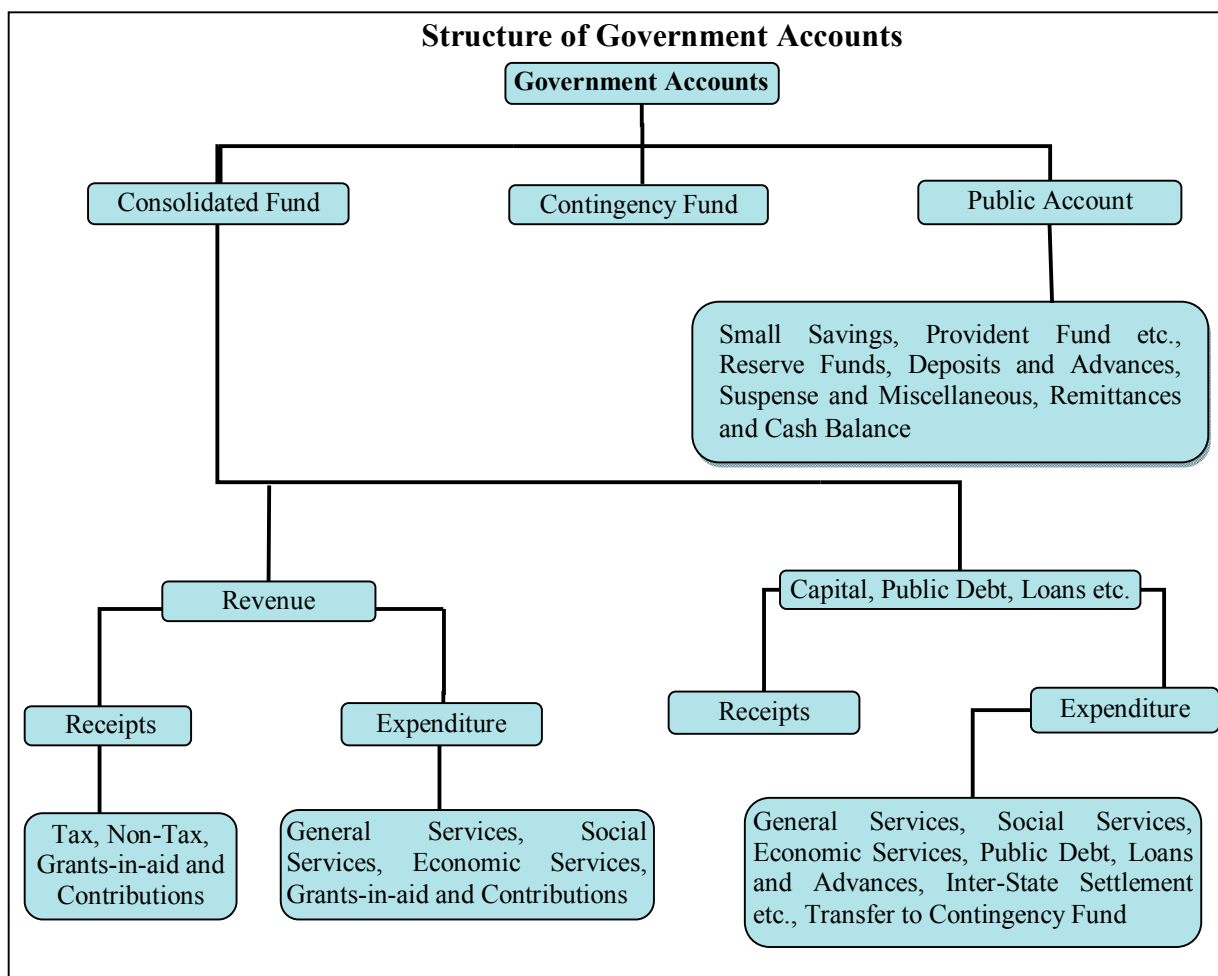 Structure of Government Accounts
Government Accounts
Consolidated Fund
Contingency Fund
Public Account
Small Savings, Provident Fund etc.,
Reserve Funds, Deposits and Advances,
Suspense and Miscellaneous, Remittances
and Cash Balance
Revenue
Capital, Public Debt, Loans etc.
Receipts
Expenditure
Receipts
Expenditure
Tax, Non-Tax,
Grants-in-aid and
Contributions
General Services, Social
Services, Economic Services,
Grants-in-aid and Contributions
General Services, Social Services,
Economic Services, Public Debt, Loans
and Advances, Inter-State Settlement
etc., Transfer to Contingency Fund